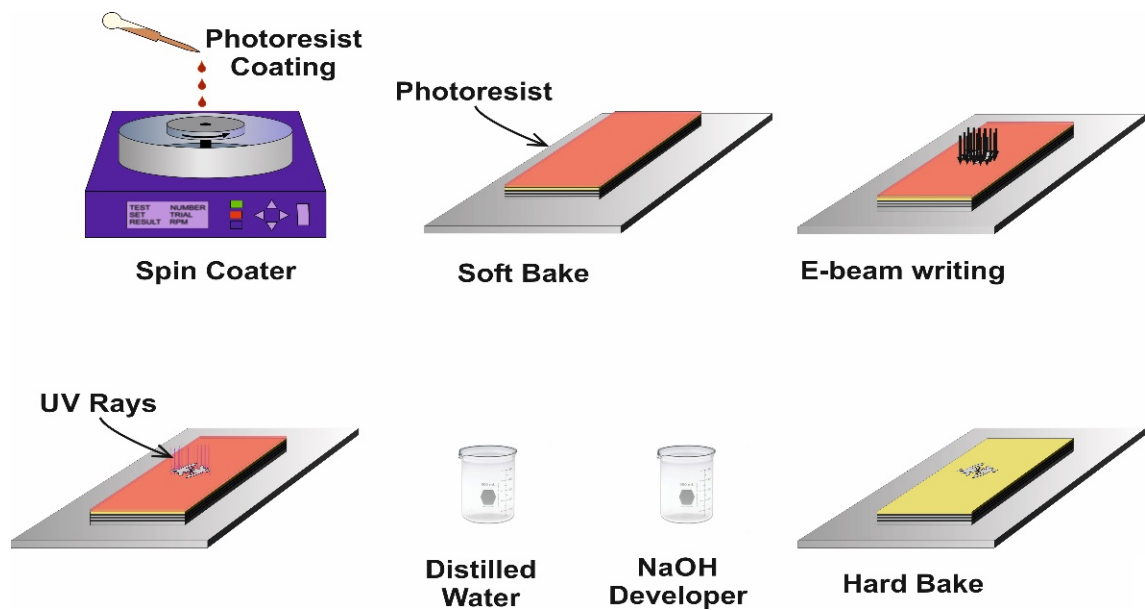 Photoresist
Coating
TEST NUMBER
SET TRIAL
RESULT RPM
Spin Coater
Photoresist
Soft Bake
E-beam writing
UV Rays
Distilled
Water
NaOH
Developer
Hard Bake